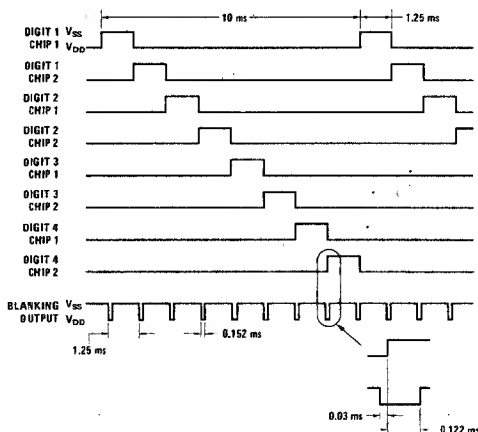 10 ms
1.25 ms
DIGIT 1 VSS
CHIP 1 VDD
DIGIT 1
CHIP 2
DIGIT 2
CHIP 1
DIGIT 2
CHIP 2
DIGIT 3
CHIP 1
DIGIT 3
CHIP 2
DIGIT 4
CHIP 1
DIGIT 4
CHIP 2
BLANKING VSS
OUTPUT VDD
1.25 ms
0.152 ms
0.03 ms
0.122 ms